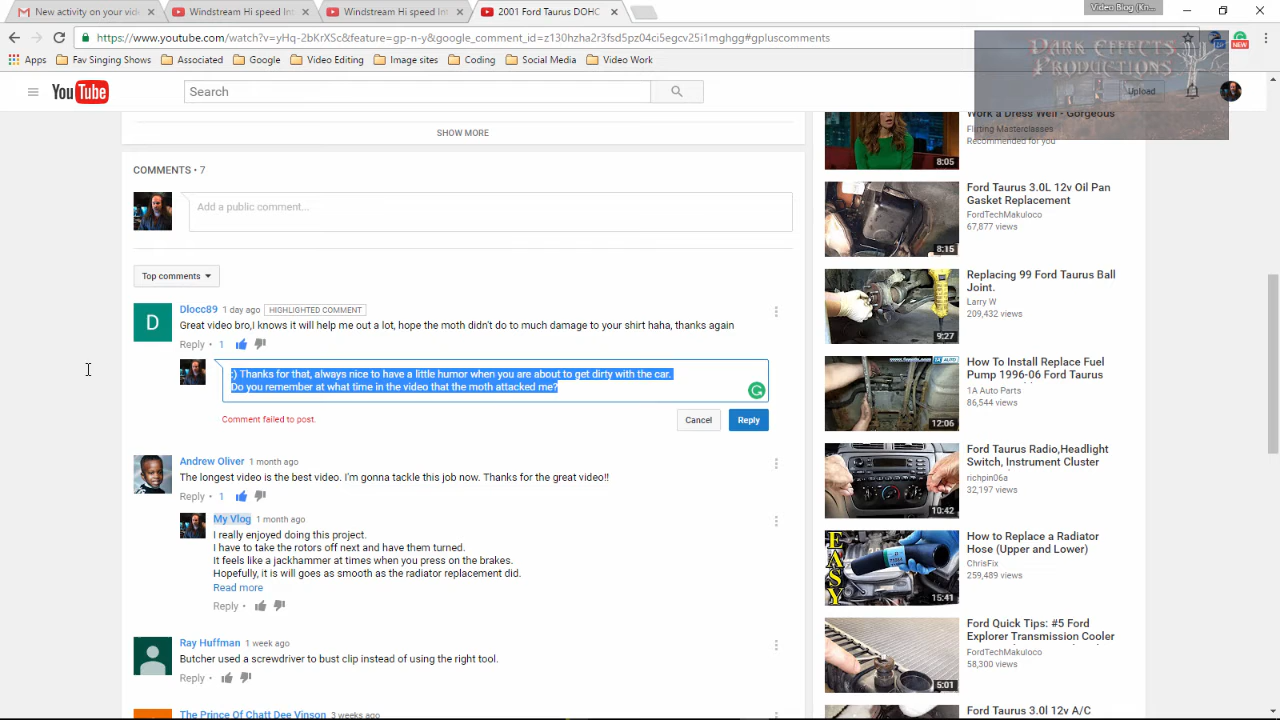 New activity on your vide
Windstream Hi speed Int
Windstream Hi speed Int
2001 Ford Taurus DOHC
Video Blog (Kn...
https://www.youtube.com/watch?v=yHq-2bKrXSc&feature=gp-n-y&google_comment_id=z130hzha2r3fsd5pz04ci5egcv25i1mghgg#gpluscomments
Apps
Fav Singing Shows
Associated
Google
Video Editing
Coding
Video Work
NEW
DARK EFFECTS
PRODUCTIONS
YouTube
Search
Upload
SHOW MORE
COMMENTS • 7
Add a public comment...
Top comments
D
Dlocc89 1 day ago HIGHLIGHTED COMMENT
Great video bro,I knows it will help me out a lot, hope the moth didn't do to much damage to your shirt haha, thanks again
Reply • 1
:) Thanks for that, always nice to have a little humor when you are about to get dirty with the car.
Do you remember at what time in the video that the moth attacked me?
Comment failed to post.
Cancel
Reply
Andrew Oliver 1 month ago
The longest video is the best video. I'm gonna tackle this job now. Thanks for the great video!!
Reply • 1
My Vlog 1 month ago
I really enjoyed doing this project.
I have to take the rotors off next and have them turned.
It feels like a jackhammer at times when you press on the brakes.
Hopefully, it is will goes as smooth as the radiator replacement did.
Read more
Reply •
Ray Huffman 1 week ago
Butcher used a screwdriver to bust clip instead of using the right tool.
Reply •
The Prince Of Chatt Dee Vinson 3 weeks ago
Work a Dress Well - Gorgeous
Flirting Masterclasses
Recommended for you
8:05
Ford Taurus 3.0L 12v Oil Pan
Gasket Replacement
FordTechMakuloco
67,877 views
8:15
Replacing 99 Ford Taurus Ball
Joint.
Larry W
209,432 views
9:27
How To Install Replace Fuel
Pump 1996-06 Ford Taurus
1A Auto Parts
86,544 views
12:06
Ford Taurus Radio,Headlight
Switch, Instrument Cluster
richpin06a
32,197 views
10:42
How to Replace a Radiator
Hose (Upper and Lower)
ChrisFix
259,489 views
EASY
15:41
Ford Quick Tips: #5 Ford
Explorer Transmission Cooler
FordTechMakuloco
58,300 views
5:01
Ford Taurus 3.0l 12v A/C